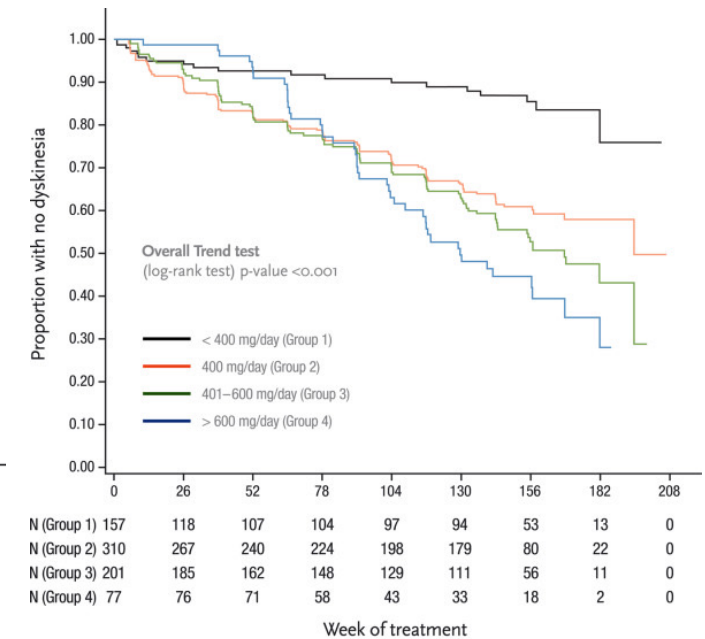 1.00
0.90
0.80
0.70
0.60
0.50
0.40
0.30
0.20
0.10
0.00
Proportion with no dyskinesia
Overall Trend test
(log-rank test) p-value <0.001
< 400 mg/day (Group 1)
400 mg/day (Group 2)
401–600 mg/day (Group 3)
> 600 mg/day (Group 4)
0 26 52 78 104 130 156 182 208
N (Group 1) 157 118 107 104 97 94 53 13 0
N (Group 2) 310 267 240 224 198 179 80 22 0
N (Group 3) 201 185 162 148 129 111 56 11 0
N (Group 4) 77 76 71 58 43 33 18 2 0
Week of treatment